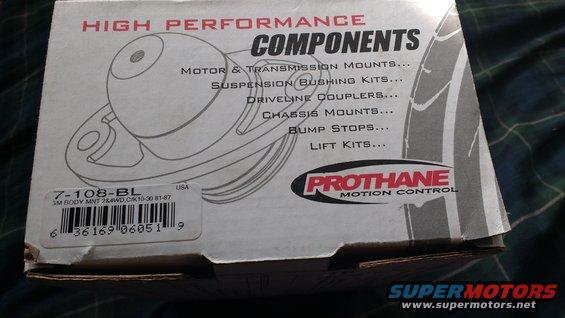 HIGH PERFORMANCE
COMPONENTS
MOTOR & TRANSMISSION MOUNTS...
SUSPENSION BUSHING KITS...
DRIVELINE COUPLERS...
CHASSIS MOUNTS...
BUMP STOPS...
LIFT KITS...
PROTHANE
MOTION CONTROL
7-108-BL
USA
BODY MNT 2&4WD,C/K10-30 81-87
6 36169 06051 9
SUPERMOTORS
www.supermotors.net